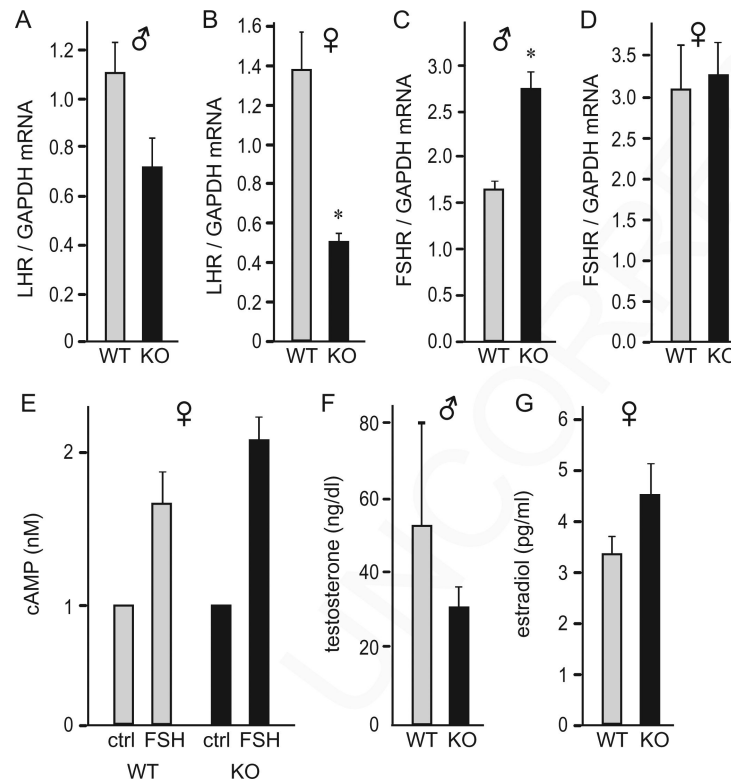 A
♂
LHR / GAPDH mRNA
1.2
1.0
0.8
0.6
0.4
0.2
0
WT KO
B
♀
LHR / GAPDH mRNA
1.6
1.4
1.2
1.0
0.8
0.6
0.4
0.2
0
*
WT KO
C
♂
FSHR / GAPDH mRNA
3.0
2.5
2.0
1.5
1.0
0.5
0.0
*
WT KO
D
♀
FSHR / GAPDH mRNA
4.0
3.5
3.0
2.5
2.0
1.5
1.0
0.5
0.0
WT KO
E
♀
cAMP (nM)
2
1
0
ctrl FSH ctrl FSH
WT KO
F
♂
testosterone (ng/dl)
80
60
40
20
0
WT KO
G
♀
estradiol (pg/ml)
6
5
4
3
2
1
0
WT KO
UNCORRE